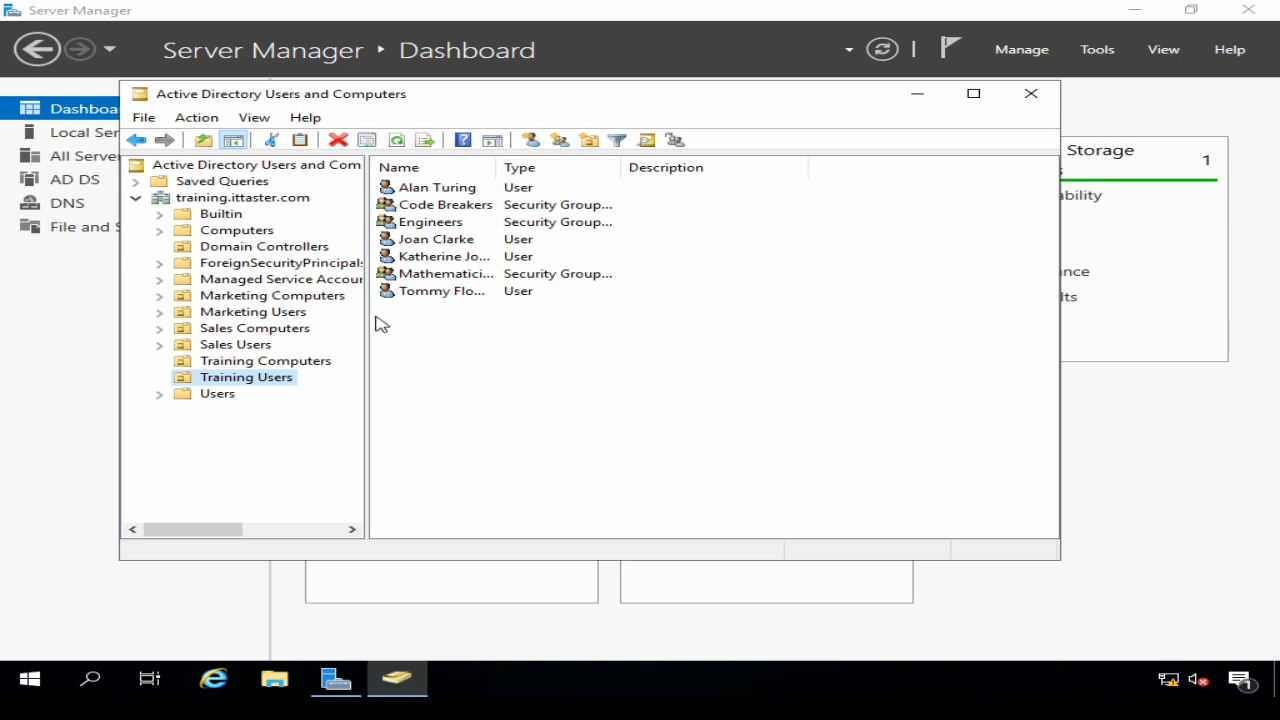 Server Manager
Server Manager Dashboard
Manage Tools View Help
Dashboa
Local Ser
All Serve
AD DS
DNS
File and S
Active Directory Users and Computers
File Action View Help
Active Directory Users and Com
Saved Queries
training.ittaster.com
Builtin
Computers
Domain Controllers
ForeignSecurityPrincipals
Managed Service Accour
Marketing Computers
Marketing Users
Sales Computers
Sales Users
Training Computers
Training Users
Users
Name Type Description
Alan Turing User
Code Breakers Security Group...
Engineers Security Group...
Joan Clarke User
Katherine Jo... User
Mathematici... Security Group...
Tommy Flo... User
Storage 1
ability
nce
lts
1